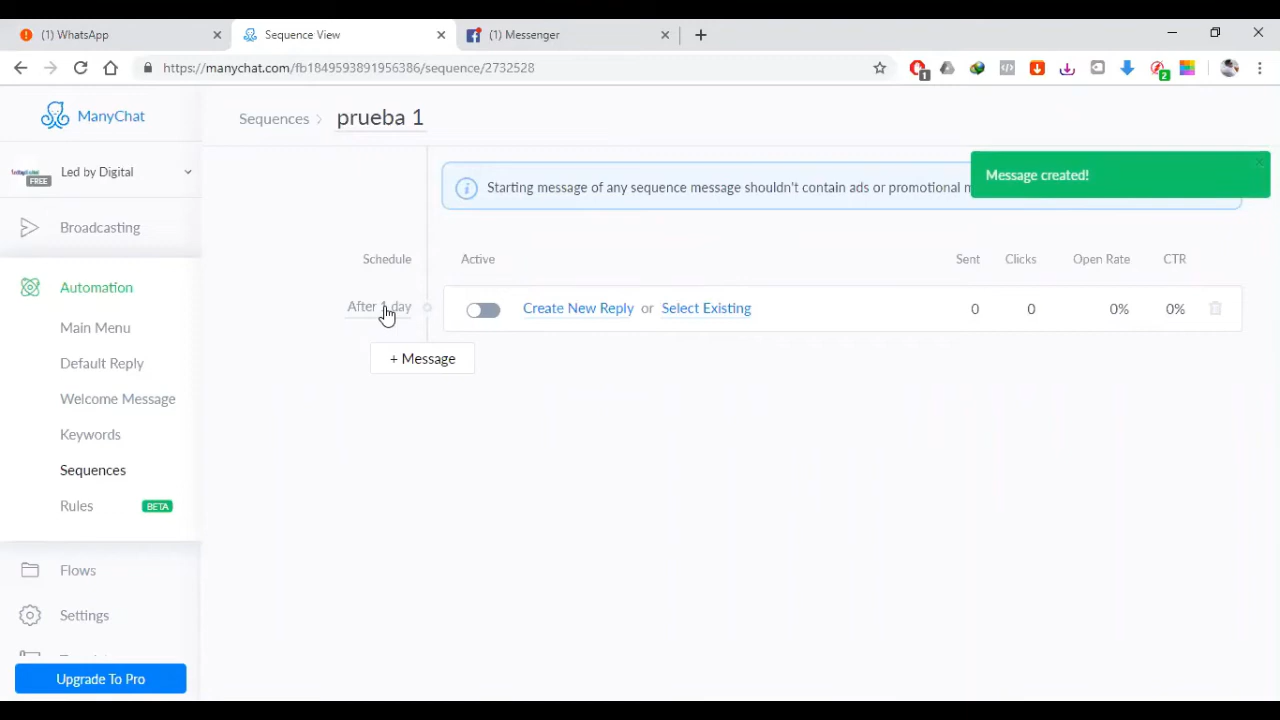 (1) WhatsApp
Sequence View
(1) Messenger
https://manychat.com/fb1849593891956386/sequence/2732528
1
2
ManyChat
Sequences
prueba 1
Led by Digital
FREE
Starting message of any sequence message shouldn't contain ads or promotional m
Message created!
Broadcasting
Automation
Main Menu
Default Reply
Welcome Message
Keywords
Sequences
Rules
BETA
Flows
Settings
Upgrade To Pro
Schedule
Active
Sent
Clicks
Open Rate
CTR
After 1 day
Create New Reply or Select Existing
0
0
0%
0%
+ Message